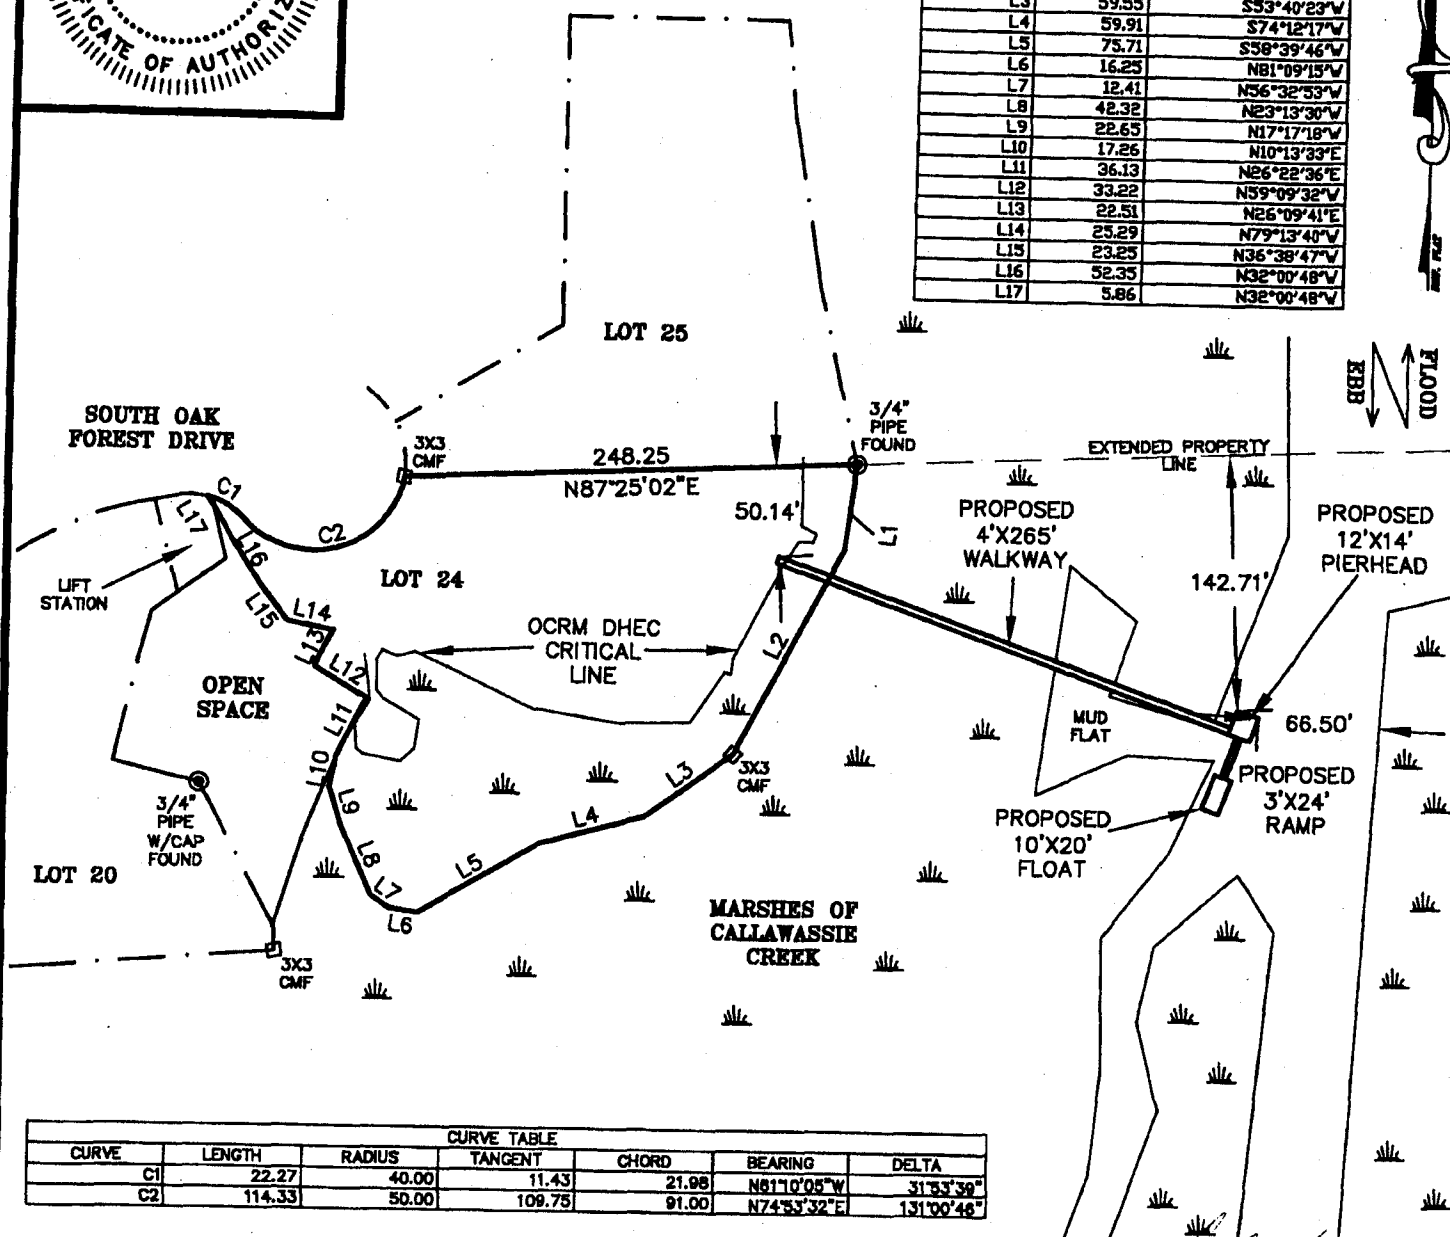 IFICATE OF AUTHORIZ
L3 59.55 S53°40'23"W
L4 59.91 S74°12'17"W
L5 75.71 S58°39'46"W
L6 16.25 N81°09'15"W
L7 12.41 N56°32'53"W
L8 42.32 N23°13'30"W
L9 22.65 N17°17'18"W
L10 17.26 N10°13'33"E
L11 36.13 N26°22'36"E
L12 33.22 N59°09'32"W
L13 22.51 N26°09'41"E
L14 25.29 N79°13'40"W
L15 23.25 N36°38'47"W
L16 52.35 N32°00'48"W
L17 5.86 N32°00'48"W
FLOOD
EBB
LOT 25
SOUTH OAK
FOREST DRIVE
3X3
CMF
248.25
N87°25'02"E
3/4"
PIPE
FOUND
EXTENDED PROPERTY
LINE
C1
L17
C2
L16
50.14'
L1
PROPOSED
4'X265'
WALKWAY
PROPOSED
12'X14'
PIERHEAD
142.71'
LIFT
STATION
LOT 24
L15
L14
L13
L12
OCRM DHEC
CRITICAL
LINE
L2
OPEN
SPACE
L11
L10
MUD
FLAT
66.50'
3/4"
PIPE
W/CAP
FOUND
L9
L3
3X3
CMF
PROPOSED
3'X24'
RAMP
PROPOSED
10'X20'
FLOAT
L4
L8
L5
L7
L6
LOT 20
MARSHES OF
CALLAWASSIE
CREEK
3X3
CMF
CURVE TABLE
CURVE LENGTH RADIUS TANGENT CHORD BEARING DELTA
C1 22.27 40.00 11.43 21.98 N61°10'05"W 31°53'39"
C2 114.33 50.00 109.75 91.00 N74°53'32"E 131°00'46"